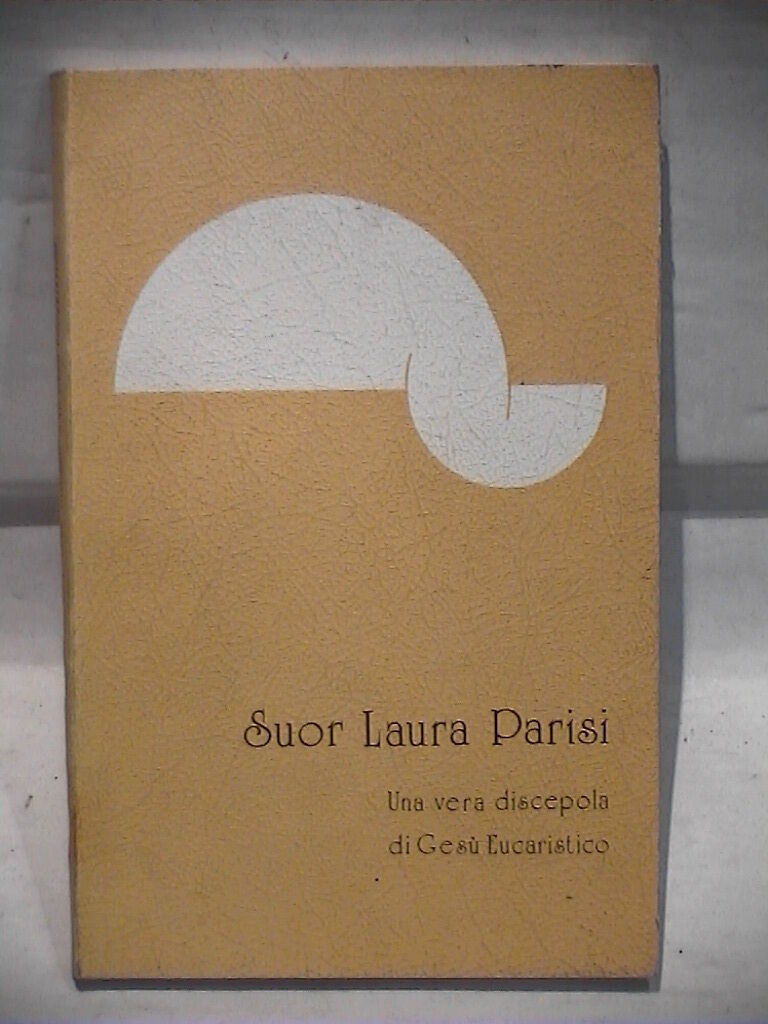 Suor Laura Parisi
Una vera discepola
di Gesù Eucaristico